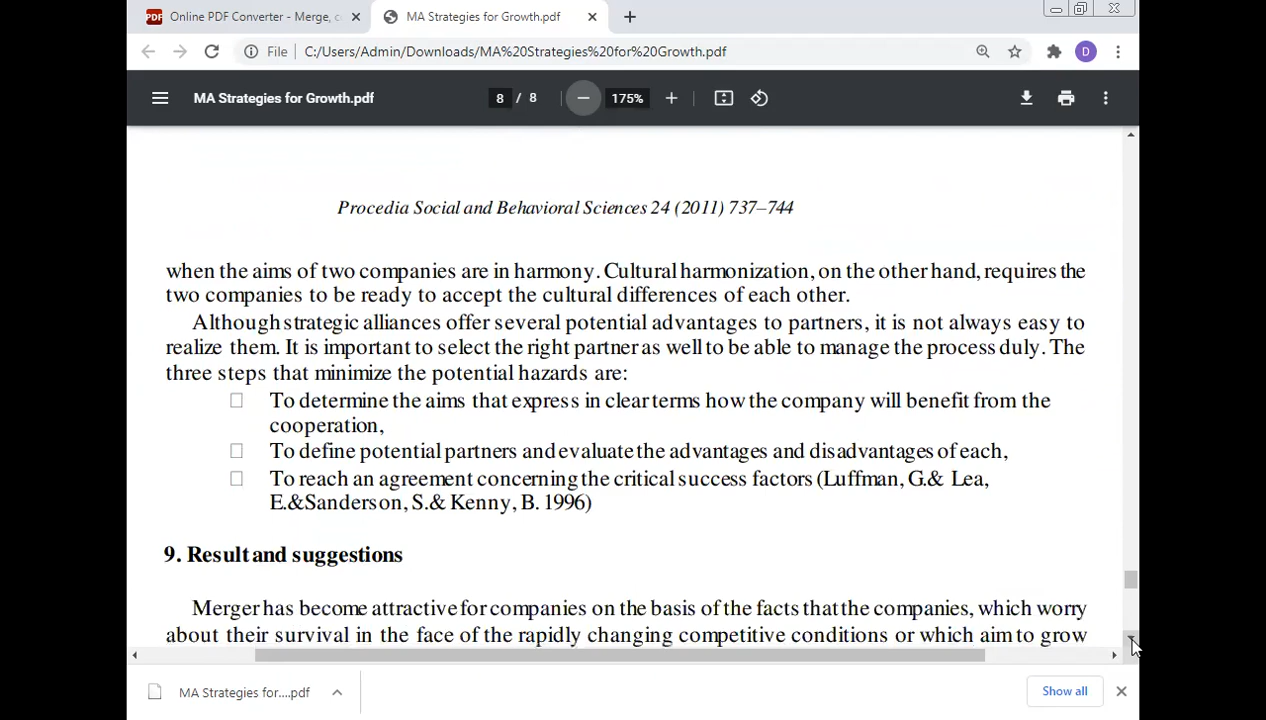 Online PDF Converter - Merge, c
MA Strategies for Growth.pdf
File C:/Users/Admin/Downloads/MA%20Strategies%20for%20Growth.pdf
D
MA Strategies for Growth.pdf
8 / 8
175%
Procedia Social and Behavioral Sciences 24 (2011) 737–744
when the aims of two companies are in harmony. Cultural harmonization, on the other hand, requires the
two companies to be ready to accept the cultural differences of each other.
Although strategic alliances offer several potential advantages to partners, it is not always easy to
realize them. It is important to select the right partner as well to be able to manage the process duly. The
three steps that minimize the potential hazards are:
To determine the aims that express in clear terms how the company will benefit from the
cooperation,
To define potential partners and evaluate the advantages and disadvantages of each,
To reach an agreement concerning the critical success factors (Luffman, G.& Lea,
E.&Sanderson, S.& Kenny, B. 1996)
9. Result and suggestions
Merger has become attractive for companies on the basis of the facts that the companies, which worry
about their survival in the face of the rapidly changing competitive conditions or which aim to grow
MA Strategies for....pdf
Show all